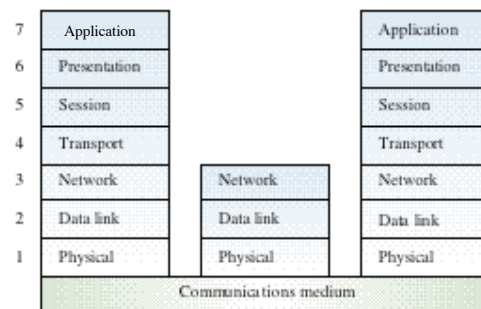 7 Application Application
6 Presentation Presentation
5 Session Session
4 Transport Transport
3 Network Network Network
2 Data link Data link Data link
1 Physical Physical Physical
Communications medium